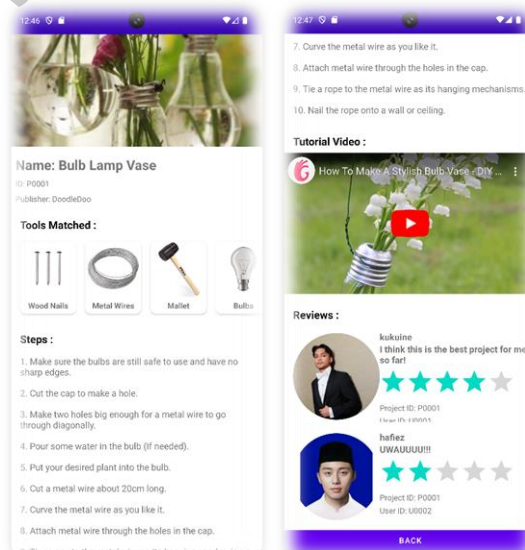 12:46
Name: Bulb Lamp Vase
ID: P0001
Publisher: DoodleDoo
Tools Matched :
Wood Nails
Metal Wires
Mallet
Bulbs
Steps :
1. Make sure the bulbs are still safe to use and have no
sharp edges.
2. Cut the cap to make a hole.
3. Make two holes big enough for a metal wire to go
through diagonally.
4. Pour some water in the bulb (If needed).
5. Put your desired plant into the bulb.
6. Cut a metal wire about 20cm long.
7. Curve the metal wire as you like it.
8. Attach metal wire through the holes in the cap.
12:47
7. Curve the metal wire as you like it.
8. Attach metal wire through the holes in the cap.
9. Tie a rope to the metal wire as its hanging mechanisms.
10. Nail the rope onto a wall or ceiling.
Tutorial Video :
How To Make A Stylish Bulb Vase - DIY ...
Reviews :
kukuine
I think this is the best project for me
so far!
Project ID: P0001
User ID: U0001
hafiez
UWAUUUU!!!
Project ID: P0001
User ID: U0002
BACK